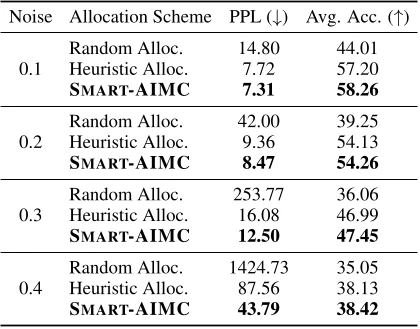 Noise Allocation Scheme PPL (↓) Avg. Acc. (↑)
Random Alloc. 14.80 44.01
0.1 Heuristic Alloc. 7.72 57.20
SMART-AIMC 7.31 58.26
Random Alloc. 42.00 39.25
0.2 Heuristic Alloc. 9.36 54.13
SMART-AIMC 8.47 54.26
Random Alloc. 253.77 36.06
0.3 Heuristic Alloc. 16.08 46.99
SMART-AIMC 12.50 47.45
Random Alloc. 1424.73 35.05
0.4 Heuristic Alloc. 87.56 38.13
SMART-AIMC 43.79 38.42